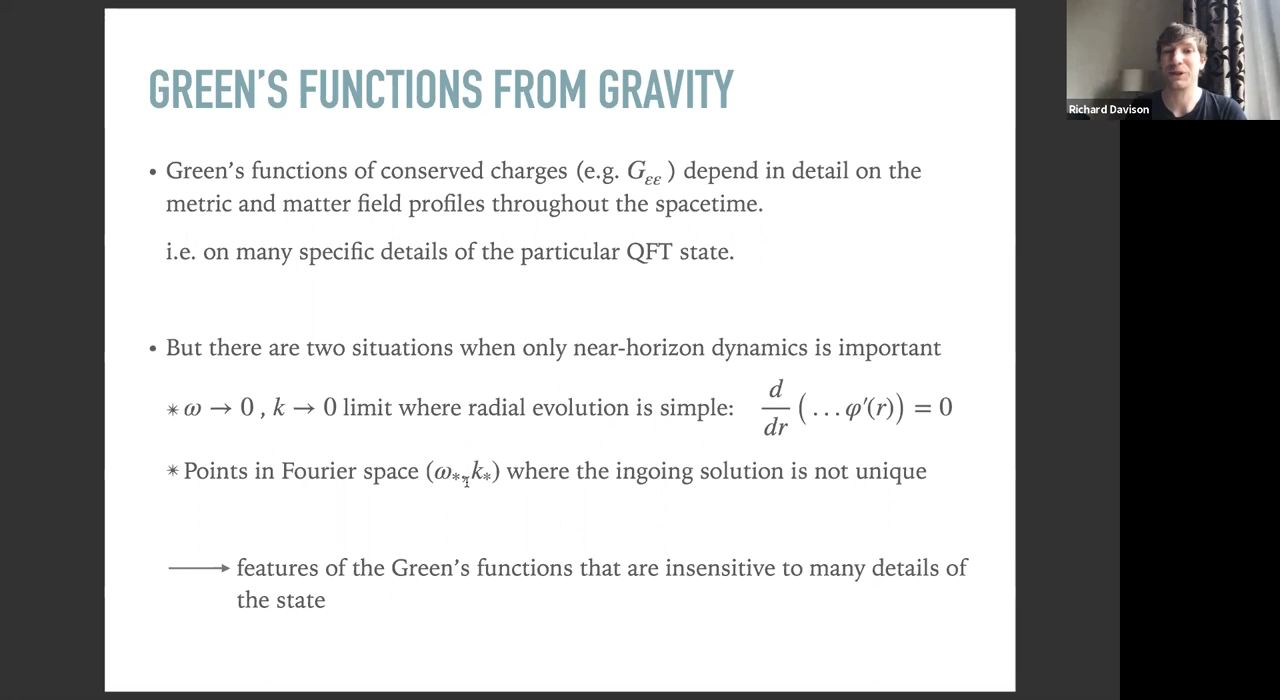 GREEN'S FUNCTIONS FROM GRAVITY
• Green's functions of conserved charges (e.g. G_εε ) depend in detail on the
metric and matter field profiles throughout the spacetime.
i.e. on many specific details of the particular QFT state.
• But there are two situations when only near-horizon dynamics is important
* ω → 0 , k → 0 limit where radial evolution is simple: d/dr ( … φ′(r) ) = 0
* Points in Fourier space (ω_*, k_*) where the ingoing solution is not unique
⟶ features of the Green's functions that are insensitive to many details of
the state
Richard Davison